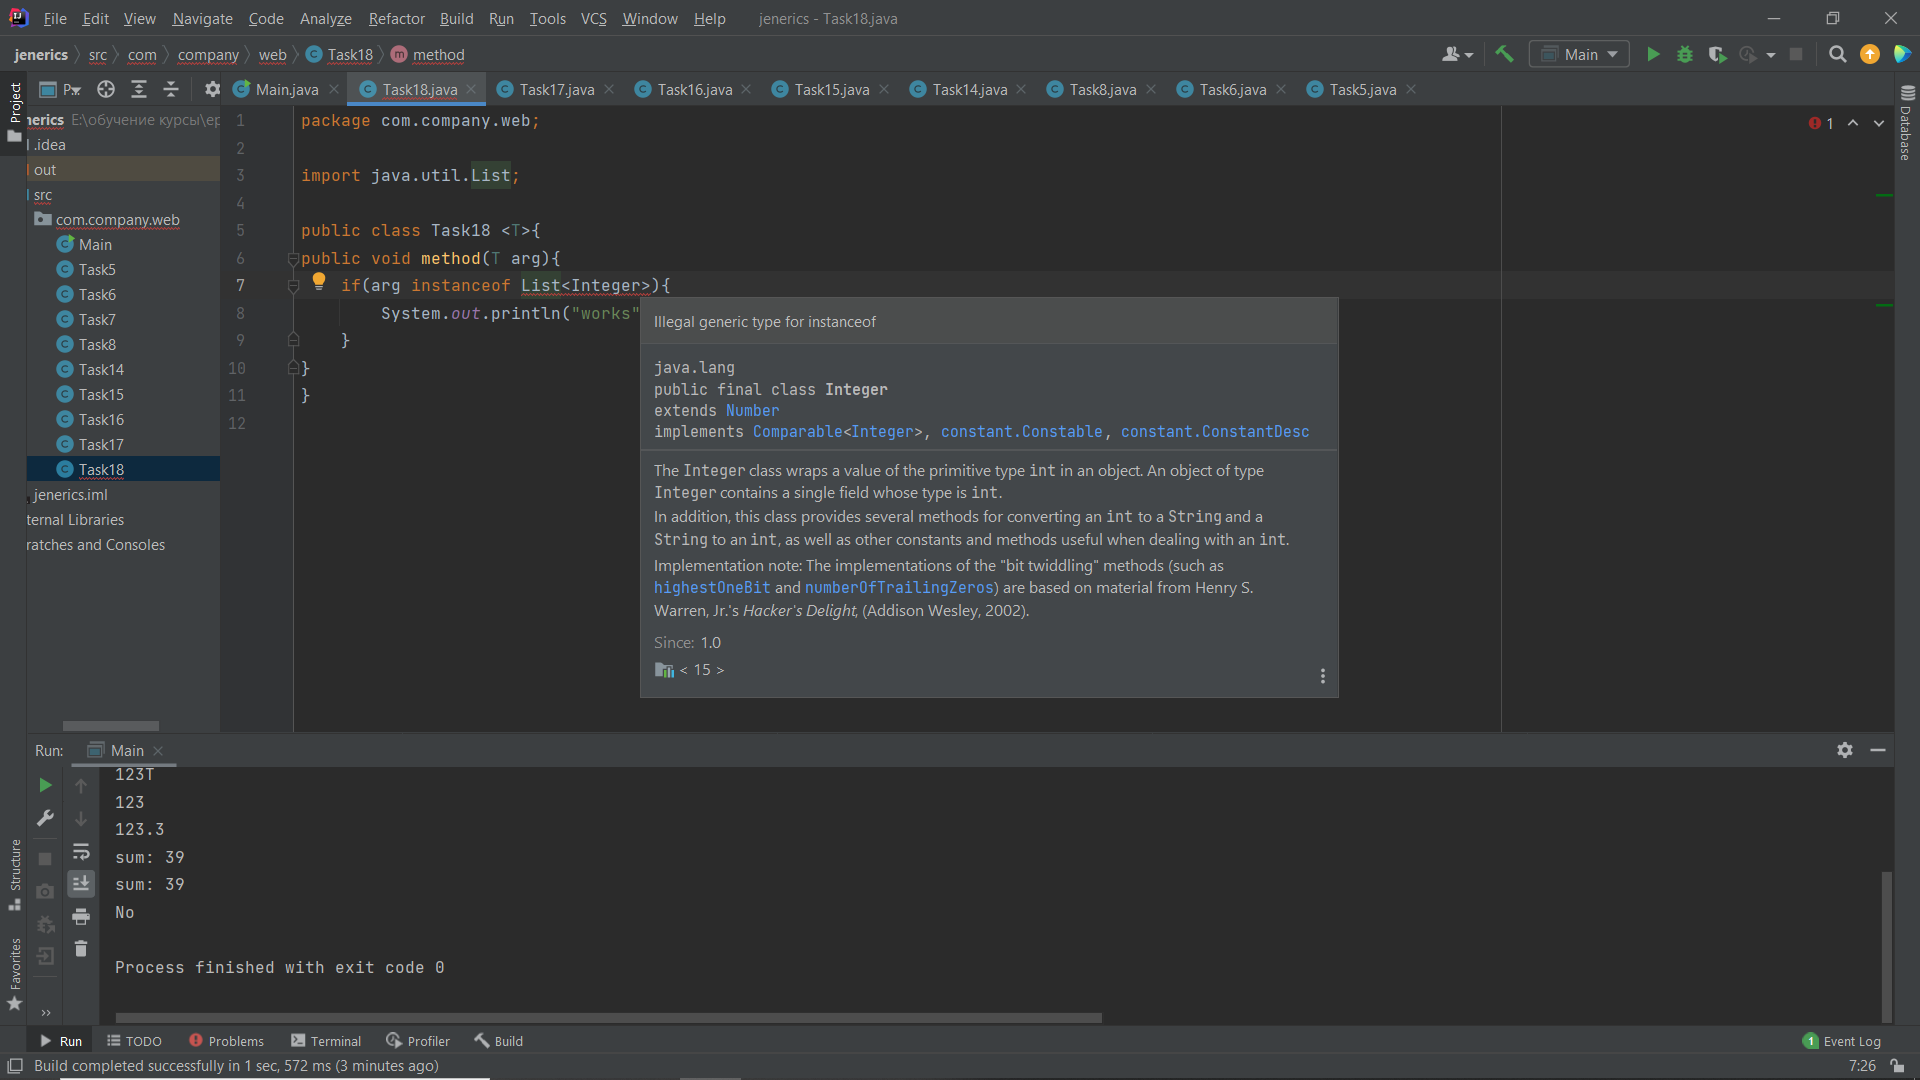 File Edit View Navigate Code Analyze Refactor Build Run Tools VCS Window Help jenerics - Task18.java
jenerics src com company web Task18 method Main
Project
P...
Main.java Task18.java Task17.java Task16.java Task15.java Task14.java Task8.java Task6.java Task5.java
nerics E:\обучение курсы\ep
.idea
out
src
com.company.web
Main
Task5
Task6
Task7
Task8
Task14
Task15
Task16
Task17
Task18
jenerics.iml
ternal Libraries
ratches and Consoles
1 package com.company.web;
2
3 import java.util.List;
4
5 public class Task18 <T>{
6 public void method(T arg){
7 if(arg instanceof List<Integer>){
8 System.out.println("works"
9 }
10 }
11 }
12
1
Database
Illegal generic type for instanceof
java.lang
public final class Integer
extends Number
implements Comparable<Integer>, constant.Constable, constant.ConstantDesc
The Integer class wraps a value of the primitive type int in an object. An object of type
Integer contains a single field whose type is int.
In addition, this class provides several methods for converting an int to a String and a
String to an int, as well as other constants and methods useful when dealing with an int.
Implementation note: The implementations of the "bit twiddling" methods (such as
highestOneBit and numberOfTrailingZeros) are based on material from Henry S.
Warren, Jr.'s Hacker's Delight, (Addison Wesley, 2002).
Since: 1.0
< 15 >
Run: Main
123T
123
123.3
sum: 39
sum: 39
No
Process finished with exit code 0
Structure
Favorites
Run TODO Problems Terminal Profiler Build 1 Event Log
Build completed successfully in 1 sec, 572 ms (3 minutes ago) 7:26